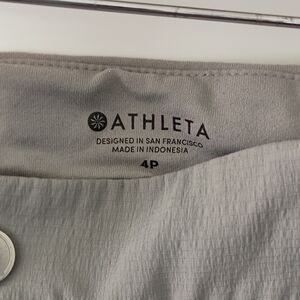 ATHLETA
DESIGNED IN SAN FRANCISCO
MADE IN INDONESIA
4P